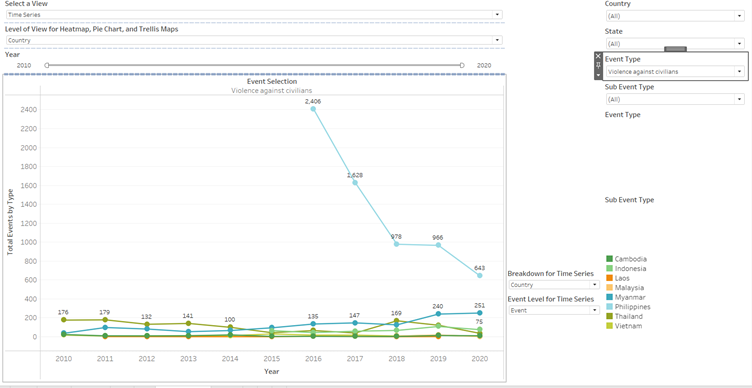 Select a View
Time Series
Level of View for Heatmap, Pie Chart, and Trellis Maps
Country
Year
2010
2020
Event Selection
Violence against civilians
Total Events by Type
2400
2200
2000
1800
1600
1400
1200
1000
800
600
400
200
0
2,406
1,628
978
966
643
176
179
132
141
100
135
147
169
240
251
75
2010 2011 2012 2013 2014 2015 2016 2017 2018 2019 2020
Year
Breakdown for Time Series
Country
Event Level for Time Series
Event
Country
(All)
State
(All)
Event Type
Violence against civilians
Sub Event Type
(All)
Event Type
Sub Event Type
Cambodia
Indonesia
Laos
Malaysia
Myanmar
Philippines
Thailand
Vietnam